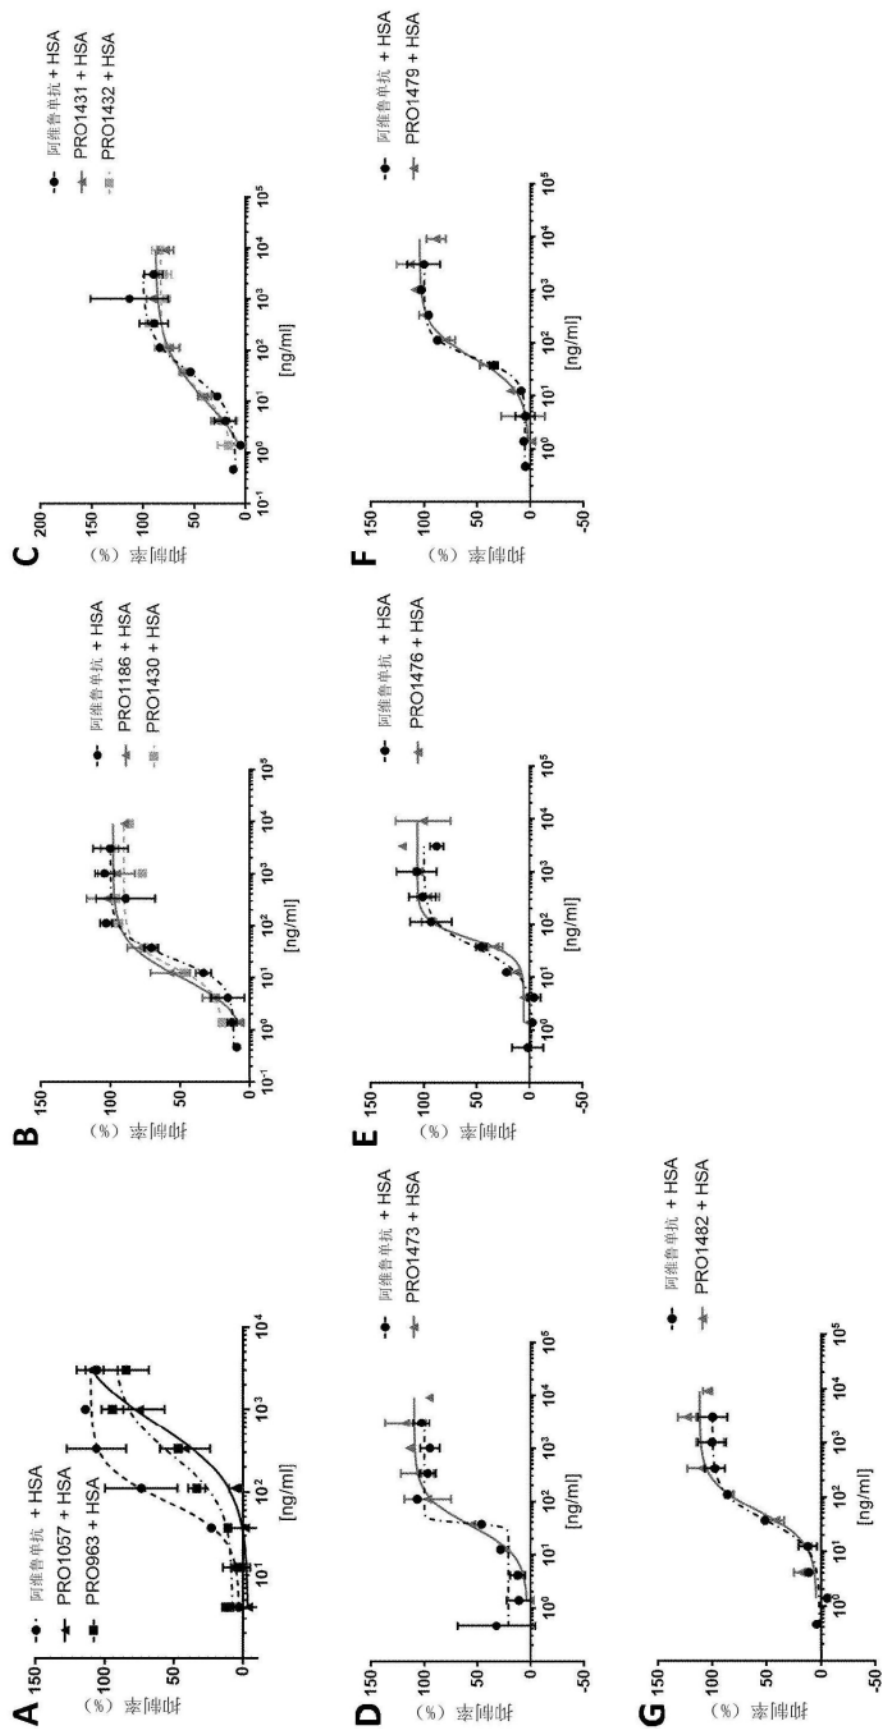 A
阿维鲁单抗 + HSA
PRO1057 + HSA
PRO963 + HSA
抑制率 (%)
150
100
50
0
10¹
10²
10³
10⁴
[ng/ml]
B
阿维鲁单抗 + HSA
PRO1186 + HSA
PRO1430 + HSA
抑制率 (%)
150
100
50
0
10⁻¹
10⁰
10¹
10²
10³
10⁴
10⁵
[ng/ml]
C
阿维鲁单抗 + HSA
PRO1431 + HSA
PRO1432 + HSA
抑制率 (%)
200
150
100
50
0
10⁻¹
10⁰
10¹
10²
10³
10⁴
10⁵
[ng/ml]
D
阿维鲁单抗 + HSA
PRO1473 + HSA
抑制率 (%)
150
100
50
0
-50
10⁰
10¹
10²
10³
10⁴
10⁵
[ng/ml]
E
阿维鲁单抗 + HSA
PRO1476 + HSA
抑制率 (%)
150
100
50
0
-50
10⁰
10¹
10²
10³
10⁴
10⁵
[ng/ml]
F
阿维鲁单抗 + HSA
PRO1479 + HSA
抑制率 (%)
150
100
50
0
-50
10⁰
10¹
10²
10³
10⁴
10⁵
[ng/ml]
G
阿维鲁单抗 + HSA
PRO1482 + HSA
抑制率 (%)
150
100
50
0
-50
10⁰
10¹
10²
10³
10⁴
10⁵
[ng/ml]